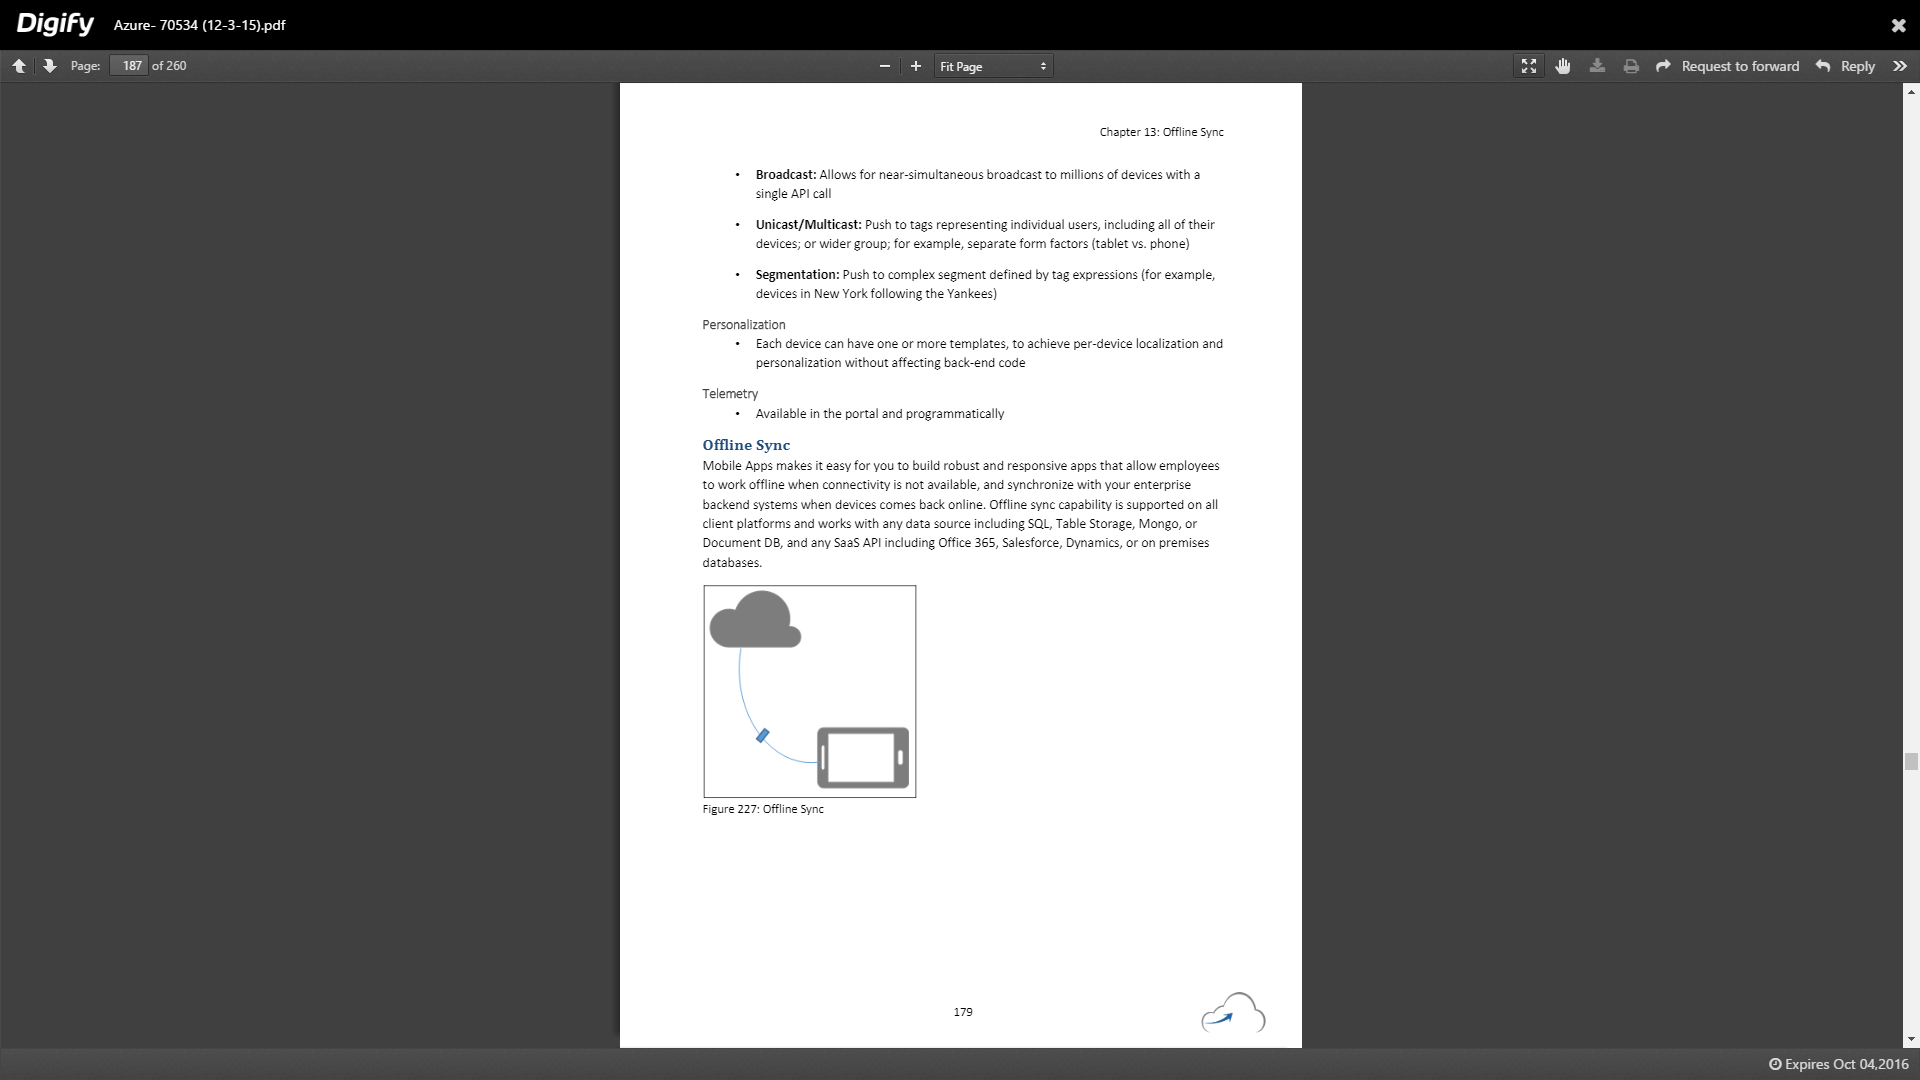 Digify Azure- 70534 (12-3-15).pdf
Page: 187 of 260 Fit Page Request to forward Reply
Chapter 13: Offline Sync
• Broadcast: Allows for near-simultaneous broadcast to millions of devices with a
single API call
• Unicast/Multicast: Push to tags representing individual users, including all of their
devices; or wider group; for example, separate form factors (tablet vs. phone)
• Segmentation: Push to complex segment defined by tag expressions (for example,
devices in New York following the Yankees)
Personalization
• Each device can have one or more templates, to achieve per-device localization and
personalization without affecting back-end code
Telemetry
• Available in the portal and programmatically
Offline Sync
Mobile Apps makes it easy for you to build robust and responsive apps that allow employees
to work offline when connectivity is not available, and synchronize with your enterprise
backend systems when devices comes back online. Offline sync capability is supported on all
client platforms and works with any data source including SQL, Table Storage, Mongo, or
Document DB, and any SaaS API including Office 365, Salesforce, Dynamics, or on premises
databases.
Figure 227: Offline Sync
179
Expires Oct 04,2016